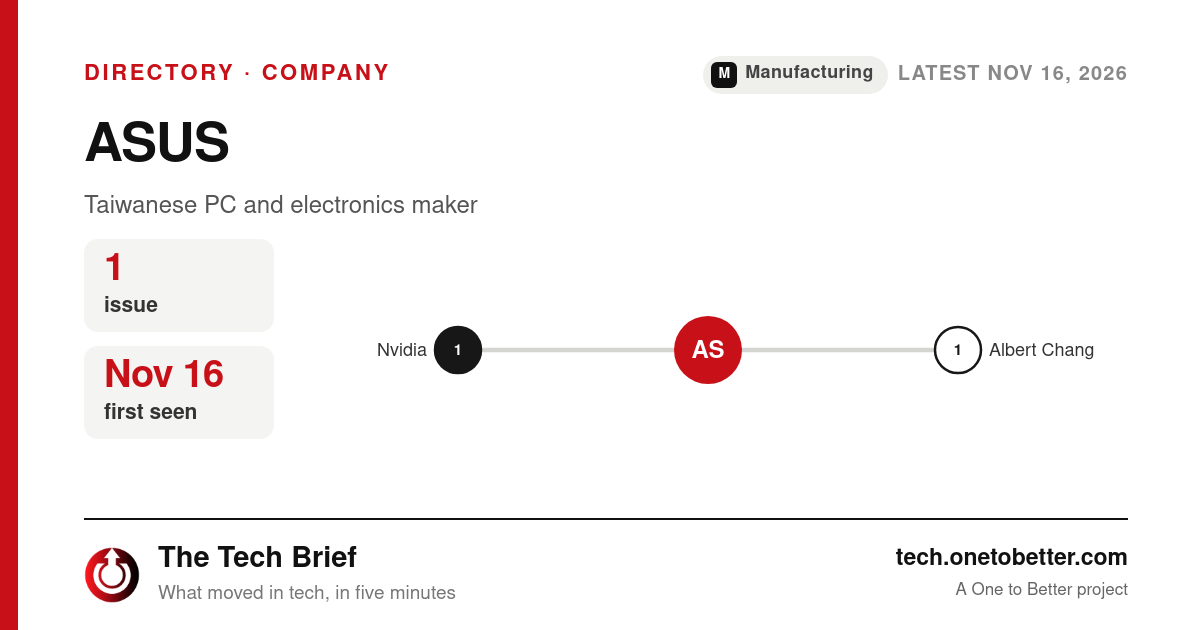 DIRECTORY · COMPANY
M Manufacturing LATEST NOV 16, 2026
ASUS
Taiwanese PC and electronics maker
1
issue
Nov 16
first seen
Nvidia 1 AS 1 Albert Chang
The Tech Brief
What moved in tech, in five minutes
tech.onetobetter.com
A One to Better project